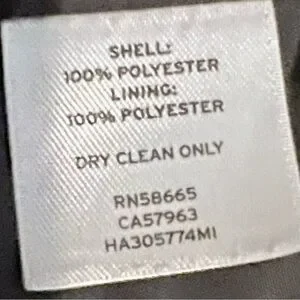 SHELL:
100% POLYESTER
LINING:
100% POLYESTER
DRY CLEAN ONLY
RN58665
CA57963
HA305774MI